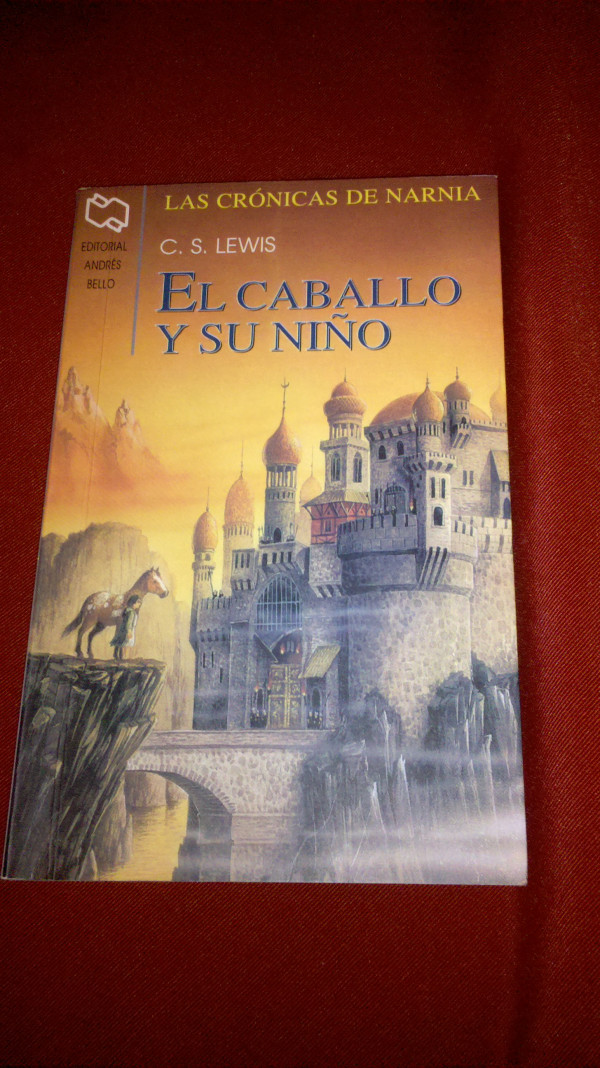 LAS CRÓNICAS DE NARNIA
EDITORIAL
ANDRÉS
BELLO
C. S. LEWIS
EL CABALLO
Y SU NIÑO